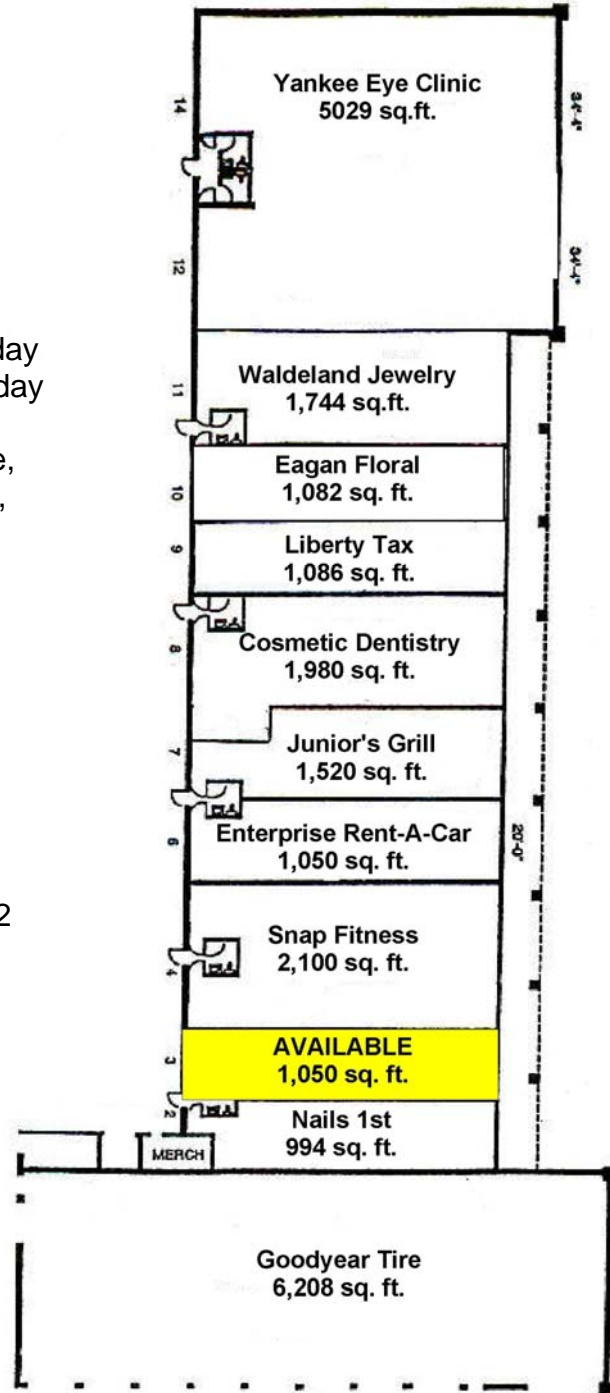 Yankee Eye Clinic
5029 sq.ft.
14
34'-4"
12
34'-4"
day
day
e,
,
11
Waldeland Jewelry
1,744 sq.ft.
10
Eagan Floral
1,082 sq. ft.
9
Liberty Tax
1,086 sq. ft.
8
Cosmetic Dentistry
1,980 sq. ft.
7
Junior's Grill
1,520 sq. ft.
6
Enterprise Rent-A-Car
1,050 sq. ft.
20'-0"
2
4
Snap Fitness
2,100 sq. ft.
3
AVAILABLE
1,050 sq. ft.
2
Nails 1st
994 sq. ft.
MERCH
Goodyear Tire
6,208 sq. ft.